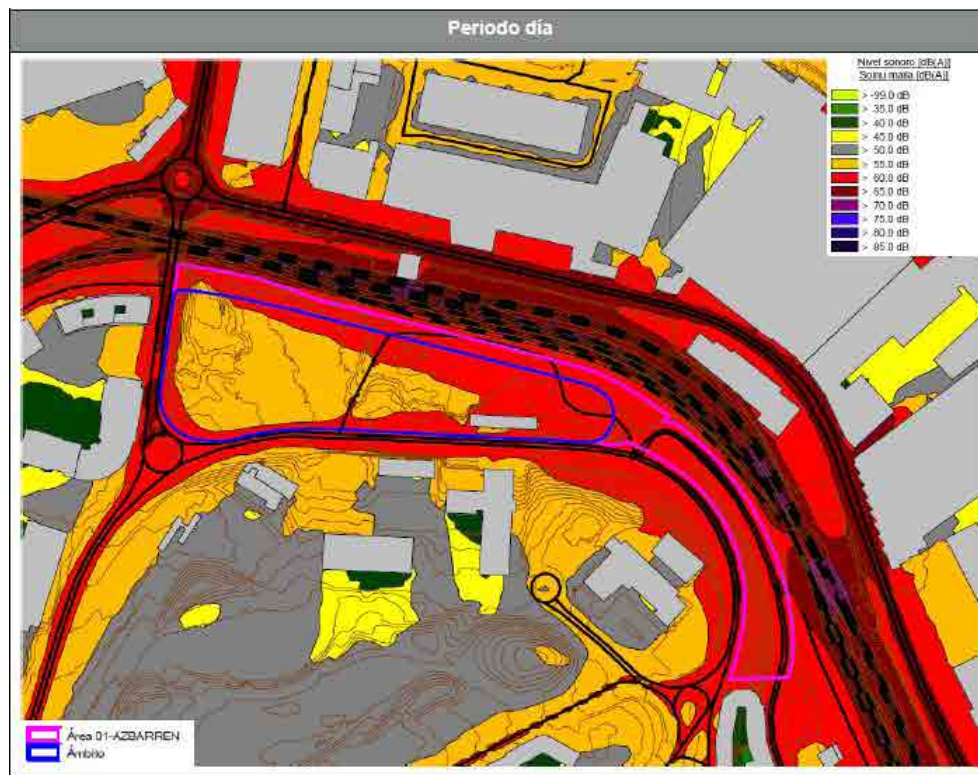 Periodo día
Nivel sonoro [dB(A)]
Soinu maila [dB(A)]
> -99.0 dB
> 35.0 dB
> 40.0 dB
> 45.0 dB
> 50.0 dB
> 55.0 dB
> 60.0 dB
> 65.0 dB
> 70.0 dB
> 75.0 dB
> 80.0 dB
> 85.0 dB
Área 01-AZBARREN
Ámbito